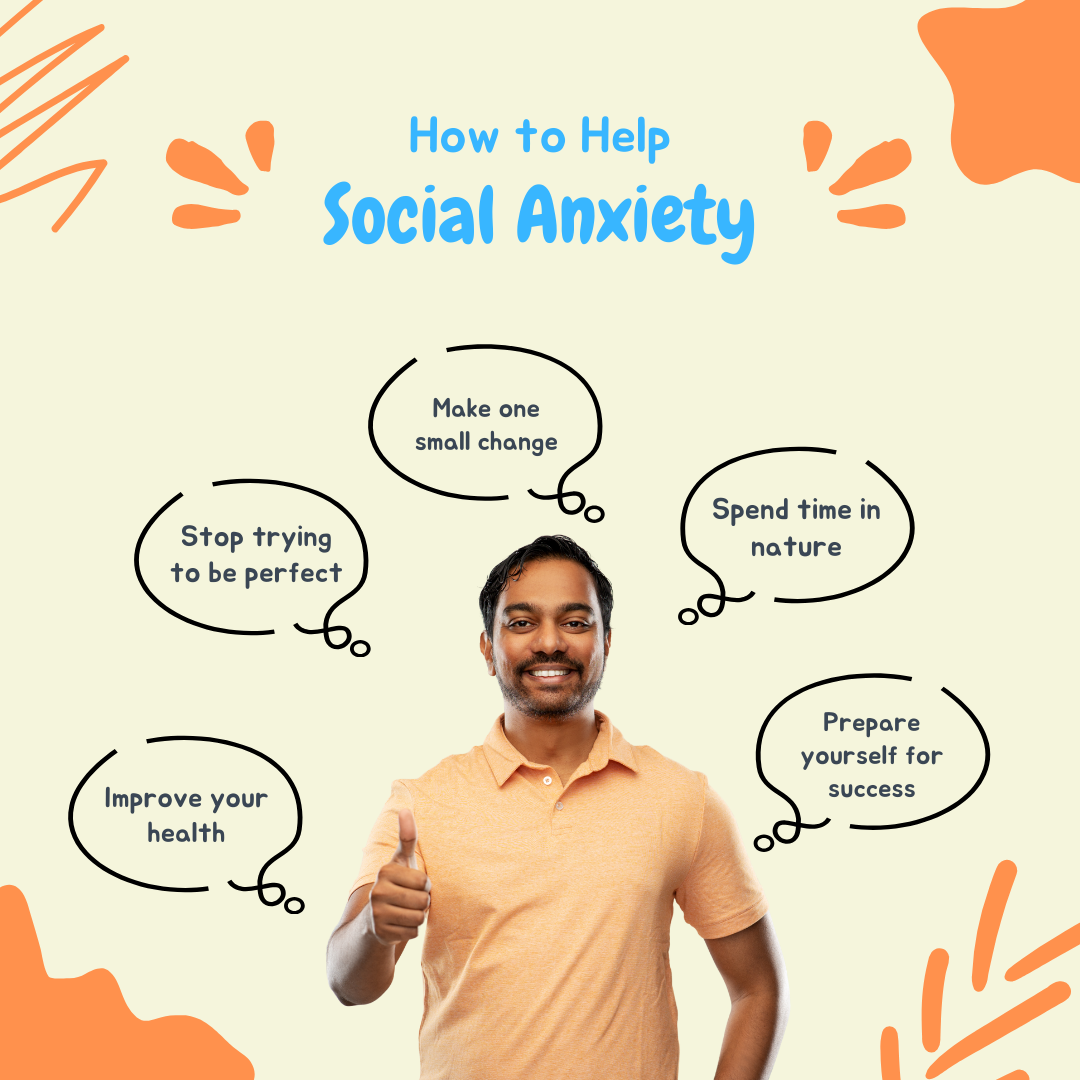 How to Help
Social Anxiety
Make one
small change
Stop trying
to be perfect
Spend time in
nature
Improve your
health
Prepare
yourself for
success